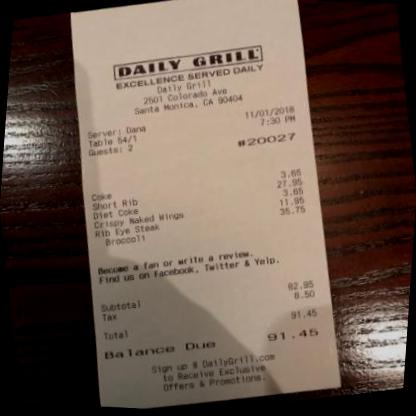 DAILY GRILL
EXCELLENCE SERVED DAILY
Daily Grill
2501 Colorado Ave
Santa Monica, CA 90404
11/01/2018
Server: Dana
7:30 PM
Table 54/1
Guests: 2
#20027
Coke 3.65
Short Rib 27.95
Diet Coke 3.65
Crispy Naked Wings 11.95
Rib Eye Steak 35.75
Broccoli
Become a fan or write a review.
Find us on Facebook, Twitter & Yelp.
Subtotal 82.95
Tax 8.50
Total 91.45
Balance Due 91.45
Sign up @ DailyGrill.com
to Receive Exclusive
Offers & Promotions.